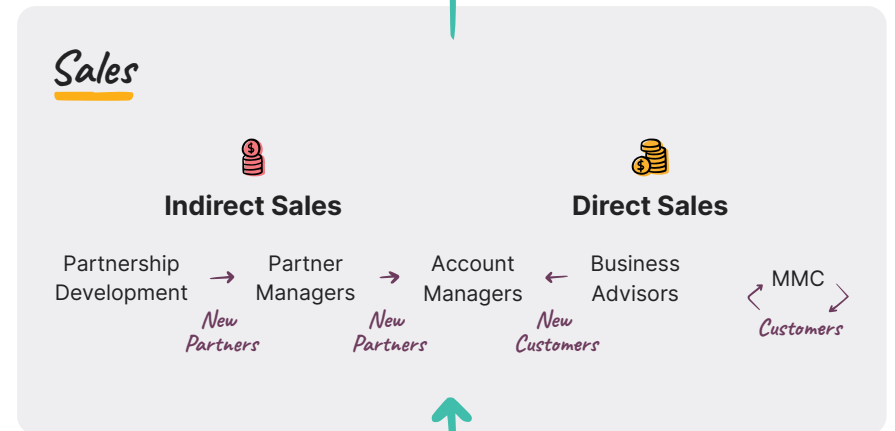 Sales
Indirect Sales
Direct Sales
Partnership
Development
Partner
Managers
Account
Managers
Business
Advisors
MMC
New
Partners
New
Partners
New
Customers
Customers